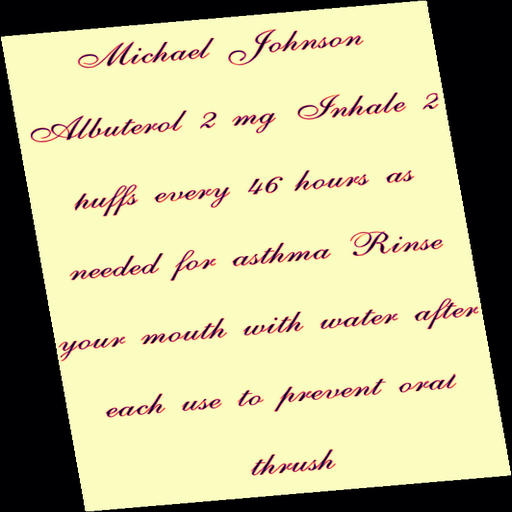 Michael Johnson
Albuterol 2 mg Inhale 2
puffs every 46 hours as
needed for asthma Rinse
your mouth with water after
each use to prevent oral
thrush